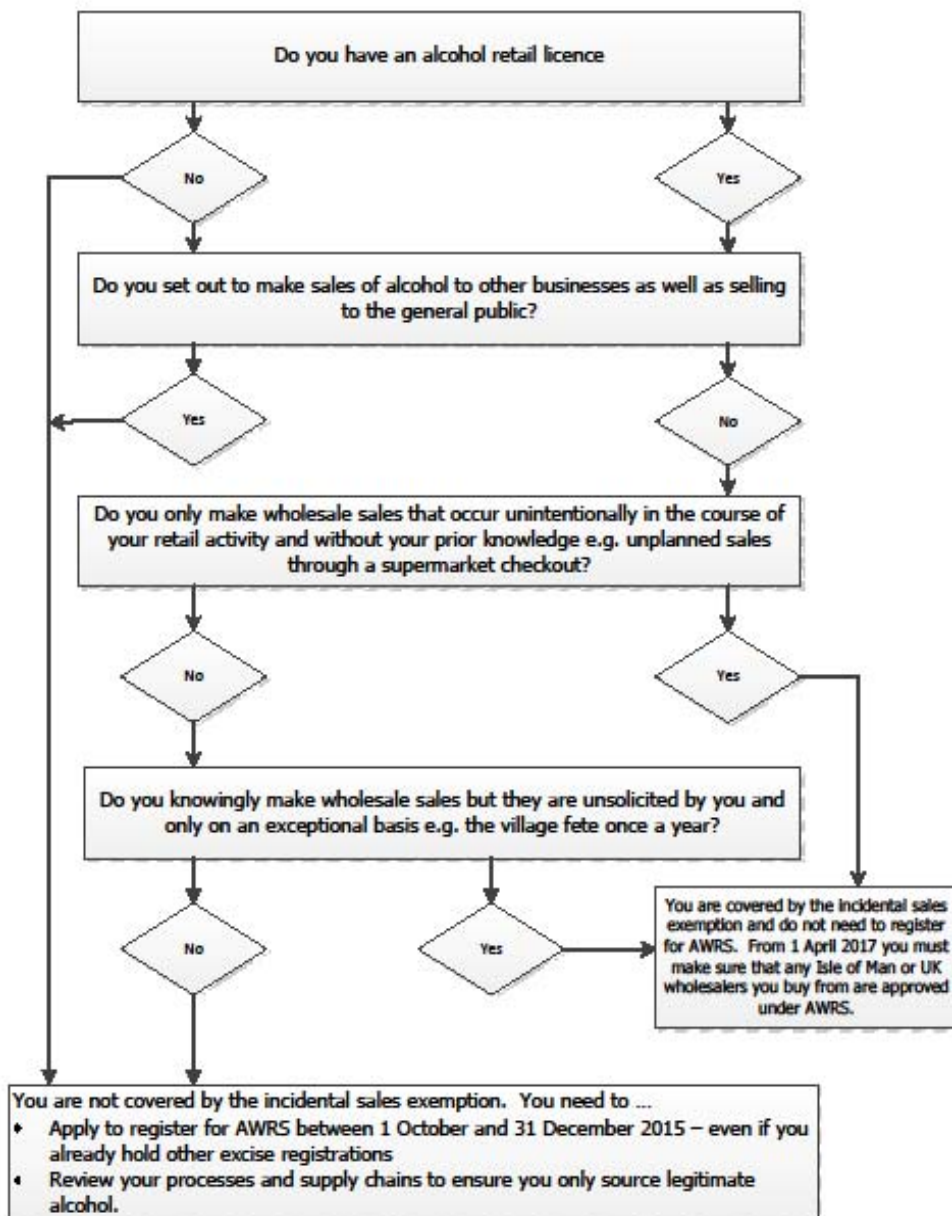 Do you have an alcohol retail licence
No
Yes
Do you set out to make sales of alcohol to other businesses as well as selling
to the general public?
Yes
No
Do you only make wholesale sales that occur unintentionally in the course of
your retail activity and without your prior knowledge e.g. unplanned sales
through a supermarket checkout?
No
Yes
Do you knowingly make wholesale sales but they are unsolicited by you and
only on an exceptional basis e.g. the village fete once a year?
No
Yes
You are covered by the incidental sales
exemption and do not need to register
for AWRS. From 1 April 2017 you must
make sure that any Isle of Man or UK
wholesalers you buy from are approved
under AWRS.
You are not covered by the incidental sales exemption. You need to ...
• Apply to register for AWRS between 1 October and 31 December 2015 – even if you
already hold other excise registrations
• Review your processes and supply chains to ensure you only source legitimate
alcohol.